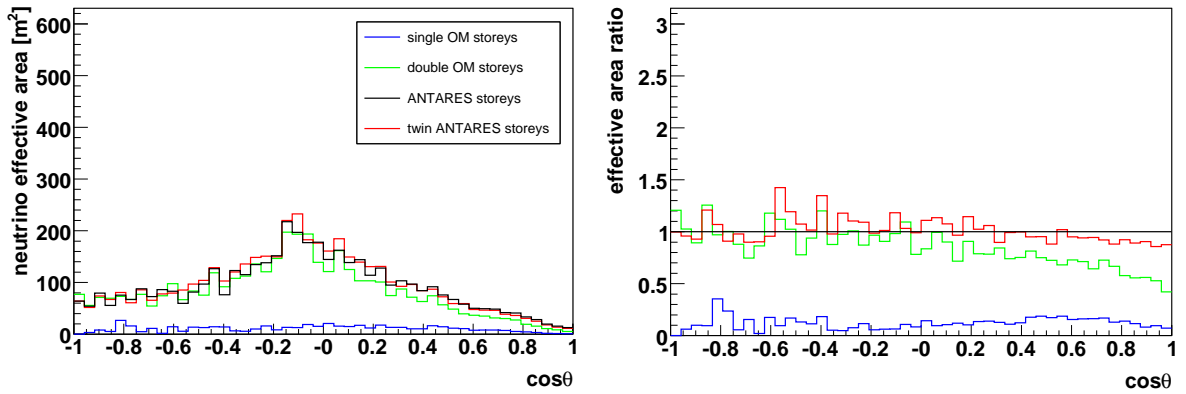 neutrino effective area [m²]
600
500
400
300
200
100
0
single OM storeys
double OM storeys
ANTARES storeys
twin ANTARES storeys
-1 -0.8 -0.6 -0.4 -0.2 -0 0.2 0.4 0.6 0.8 1
cosθ
effective area ratio
3
2.5
2
1.5
1
0.5
0
-1 -0.8 -0.6 -0.4 -0.2 -0 0.2 0.4 0.6 0.8 1
cosθ